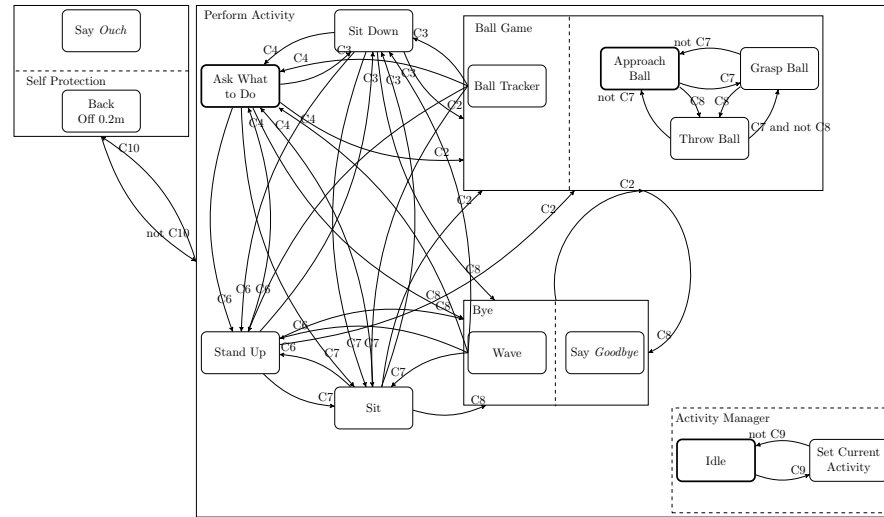 Say Ouch
Self Protection
Back
Off 0.2m
C10
not C10
Perform Activity
Sit Down
Ask What
to Do
C4
C3
C4
C3
C3
C3
C3
C4
C4
C4
C2
C2
C2
C2
C2
Ball Game
Ball Tracker
Approach
Ball
not C7
Grasp Ball
C7
not C7
C8
C8
Throw Ball
C7 and not C8
C6
C6
C6
C6
C6
C8
C8
C8
C8
C8
Stand Up
C7
C7
C7
C7
C7
Sit
Bye
Wave
Say Goodbye
Activity Manager
not C9
Idle
C9
Set Current
Activity